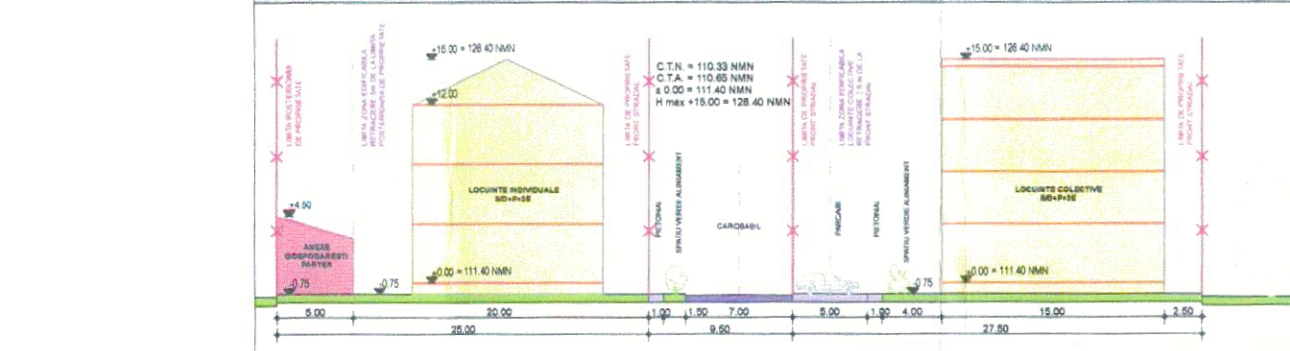 +15.00 = 126.40 NMN
+12.00
LIMITA POSTERIOARA
DE PROPRIETATE
LIMITA ZONA EDIFICABILA
RETRAGERE 5M DE LA LIMITA
POSTERIOARA DE PROPRIETATE
LIMITA DE PROPRIETATE
FRONT STRADAL
C.T.N. = 110.33 NMN
C.T.A. = 110.65 NMN
± 0.00 = 111.40 NMN
H max +15.00 = 126.40 NMN
LIMITA DE PROPRIETATE
FRONT STRADAL
LIMITA ZONA EDIFICABILA
LOCUINTE COLECTIVE
RETRAGERE
DE LA
FRONT STRADAL
+15.00 = 126.40 NMN
LIMITA DE PROPRIETATE
FRONT STRADAL
LOCUINTE INDIVIDUALE
S/D+P+3E
LOCUINTE COLECTIVE
S/D+P+3E
+4.50
ANEXE
GOSPODARESTI
PARTER
PIETONAL
SPATIU VERDE ALINIAMENT
CAROSABIL
PARCARI
PIETONAL
SPATIU VERDE ALINIAMENT
-0.75
-0.75
±0.00 = 111.40 NMN
-0.75
±0.00 = 111.40 NMN
5.00
20.00
1.00
1.50
7.00
5.00
1.00
4.00
15.00
2.50
25.00
9.50
27.50